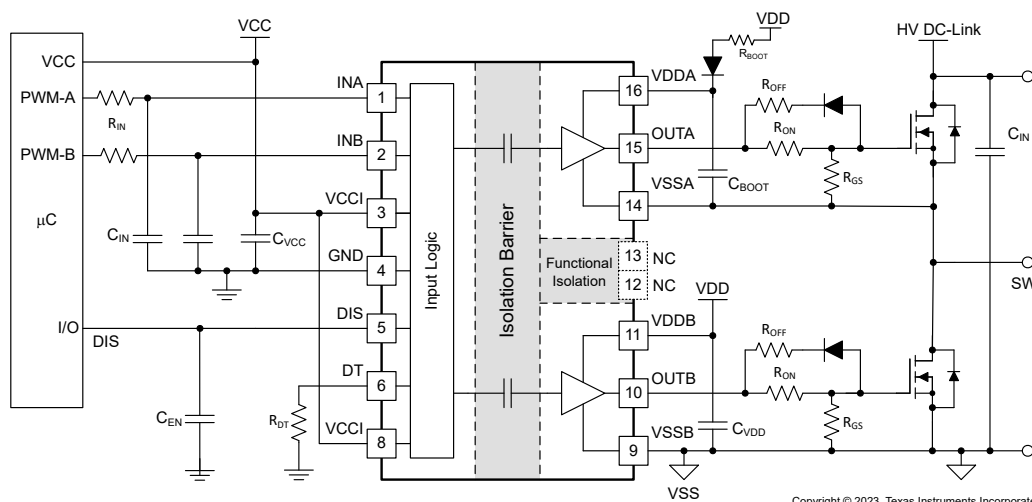 VCC
VCC
PWM-A
R_IN
PWM-B
µC
C_IN
C_VCC
I/O
DIS
C_EN
R_DT
INA
1
INB
2
VCCI
3
GND
4
DIS
5
DT
6
VCCI
8
Input Logic
Isolation Barrier
Functional Isolation
16
VDDA
15
OUTA
14
VSSA
13
NC
12
NC
11
VDDB
10
OUTB
9
VSSB
VDD
R_BOOT
C_BOOT
R_OFF
R_ON
R_GS
HV DC-Link
C_IN
SW
VDD
C_VDD
R_OFF
R_ON
R_GS
VSS
Copyright © 2023, Texas Instruments Incorporate